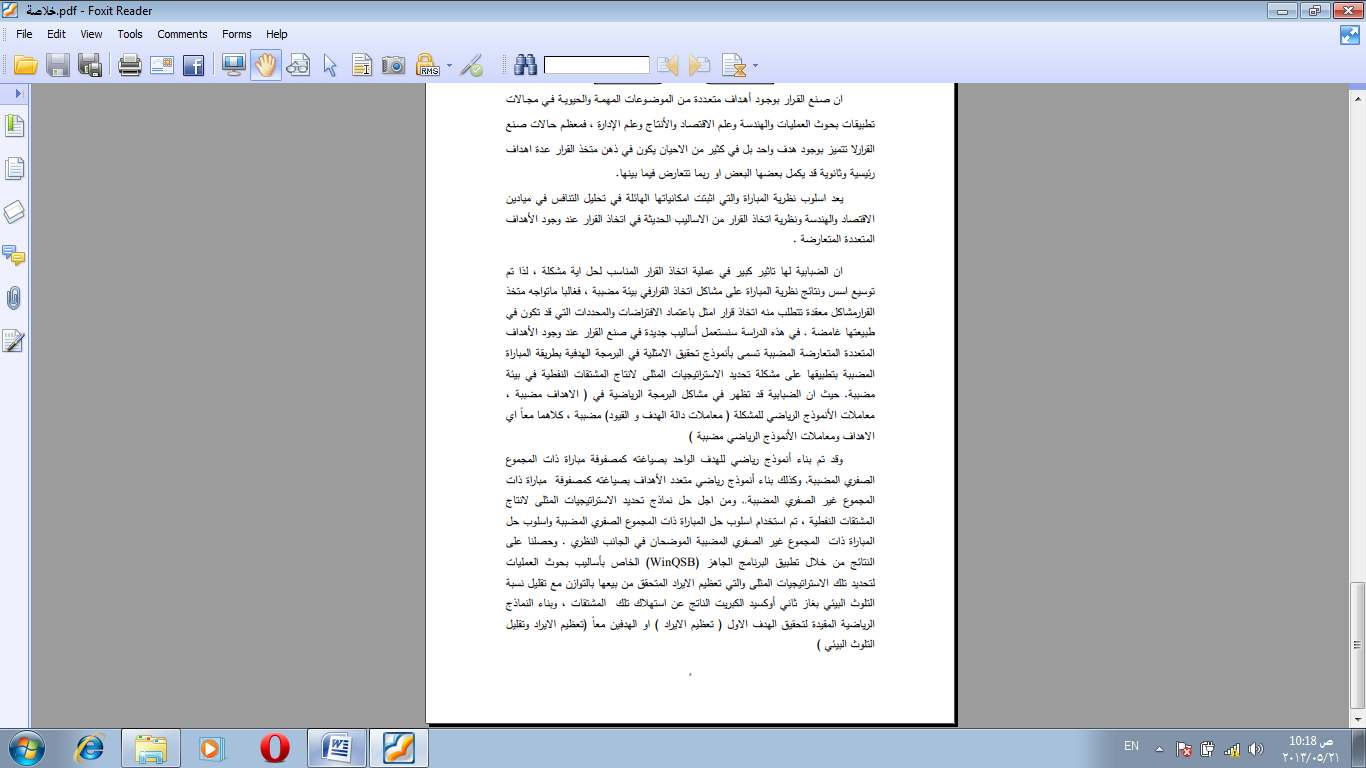 خلاصة.pdf - Foxit Reader
File Edit View Tools Comments Forms Help
ان صنع القرار بوجود أهداف متعددة من الموضوعات المهمة والحيوية في مجالات
تطبيقات بحوث العمليات والهندسة وعلم الاقتصاد والأنتاج وعلم الإدارة ، فمعظم حالات صنع
القرارلا تتميز بوجود هدف واحد بل في كثير من الاحيان يكون في ذهن متخذ القرار عدة اهداف
رئيسية وثانوية قد يكمل بعضها البعض او ربما تتعارض فيما بينها.
يعد اسلوب نظرية المباراة والتي اثبتت امكانياتها الهائلة في تحليل التنافس في ميادين
الاقتصاد والهندسة ونظرية اتخاذ القرار من الاساليب الحديثة في اتخاذ القرار عند وجود الأهداف
المتعددة المتعارضة .
ان الضبابية لها تاثير كبير في عملية اتخاذ القرار المناسب لحل اية مشكلة ، لذا تم
توسيع اسس ونتائج نظرية المباراة على مشاكل اتخاذ القرارفي بيئة مضببة ، فغالبا ماتواجه متخذ
القرارمشاكل معقدة تتطلب منه اتخاذ قرار امثل باعتماد الافتراضات والمحددات التي قد تكون في
طبيعتها غامضة . في هذه الدراسة سنستعمل أساليب جديدة في صنع القرار عند وجود الأهداف
المتعددة المتعارضة المضببة تسمى بأنموذج تحقيق الامثلية في البرمجة الهدفية بطريقة المباراة
المضببة بتطبيقها على مشكلة تحديد الاستراتيجيات المثلى لانتاج المشتقات النفطية في بيئة
مضببة. حيث ان الضبابية قد تظهر في مشاكل البرمجة الرياضية في ( الاهداف مضببة ،
معاملات الأنموذج الرياضي للمشكلة ( معاملات دالة الهدف و القيود) مضببة ، كلاهما معاً اي
الاهداف ومعاملات الأنموذج الرياضي مضببة )
وقد تم بناء أنموذج رياضي للهدف الواحد بصياغته كمصفوفة مباراة ذات المجموع
الصفري المضببة. وكذلك بناء أنموذج رياضي متعدد الأهداف بصياغته كمصفوفة مباراة ذات
المجموع غير الصفري المضببة.. ومن اجل حل نماذج تحديد الاستراتيجيات المثلى لانتاج
المشتقات النفطية ، تم استخدام اسلوب حل المباراة ذات المجموع الصفري المضببة واسلوب حل
المباراة ذات المجموع غير الصفري المضببة الموضحان في الجانب النظري . وحصلنا على
النتائج من خلال تطبيق البرنامج الجاهز (WinQSB) الخاص بأساليب بحوث العمليات
لتحديد تلك الاستراتيجيات المثلى والتي تعظيم الايراد المتحقق من بيعها بالتوازن مع تقليل نسبة
التلوث البيئي بغاز ثاني أوكسيد الكبريت الناتج عن استهلاك تلك المشتقات ، وبناء النماذج
الرياضية المقيدة لتحقيق الهدف الاول ( تعظيم الايراد ) او الهدفين معاً (تعظيم الايراد وتقليل
التلوث البيئي )
و
EN
10:18 ص
٢٠١٣/٠٥/٢١